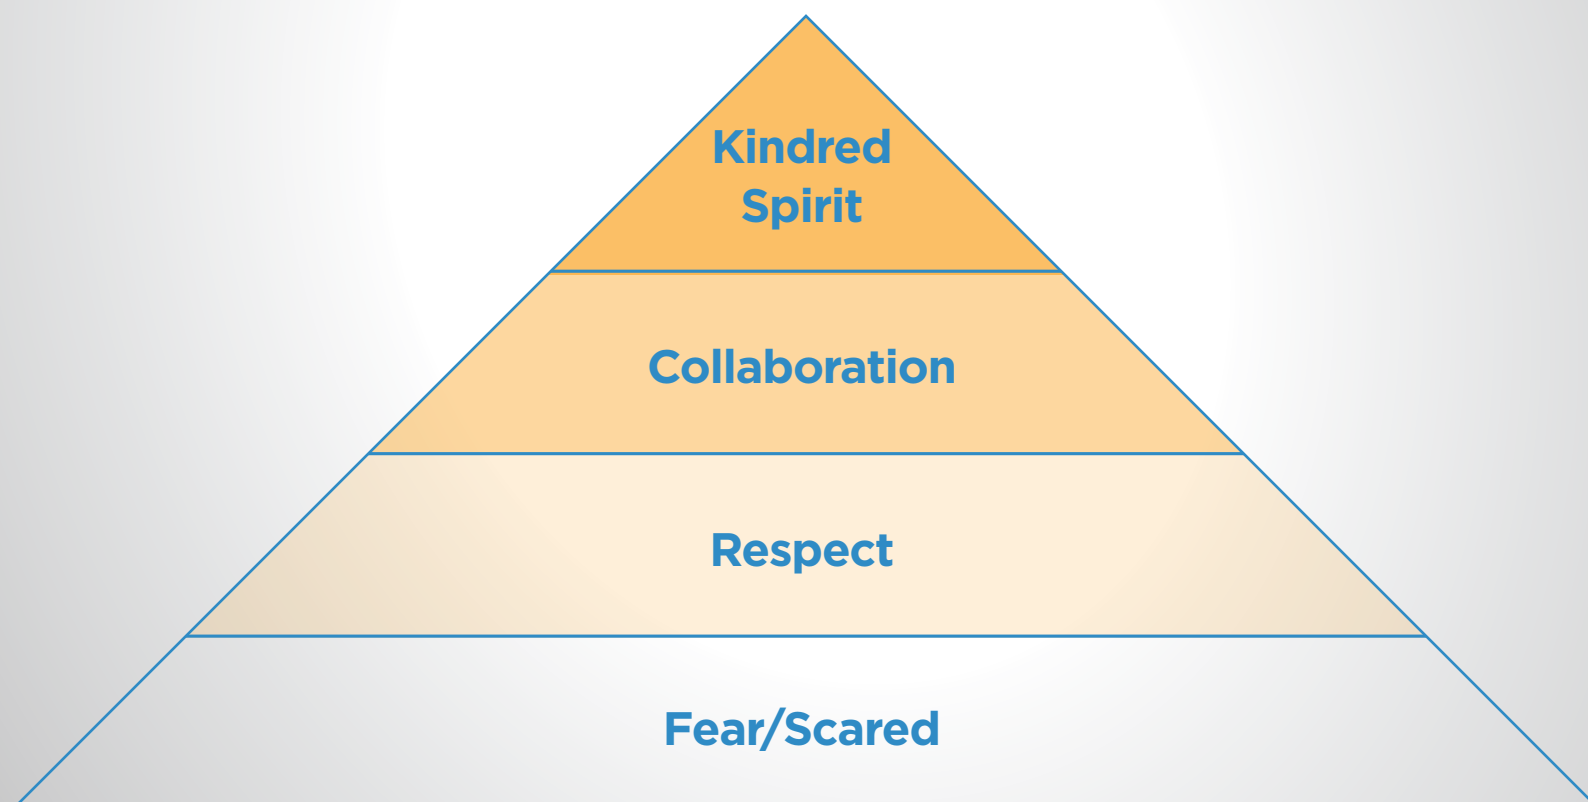 Kindred
Spirit
Collaboration
Respect
Fear/Scared